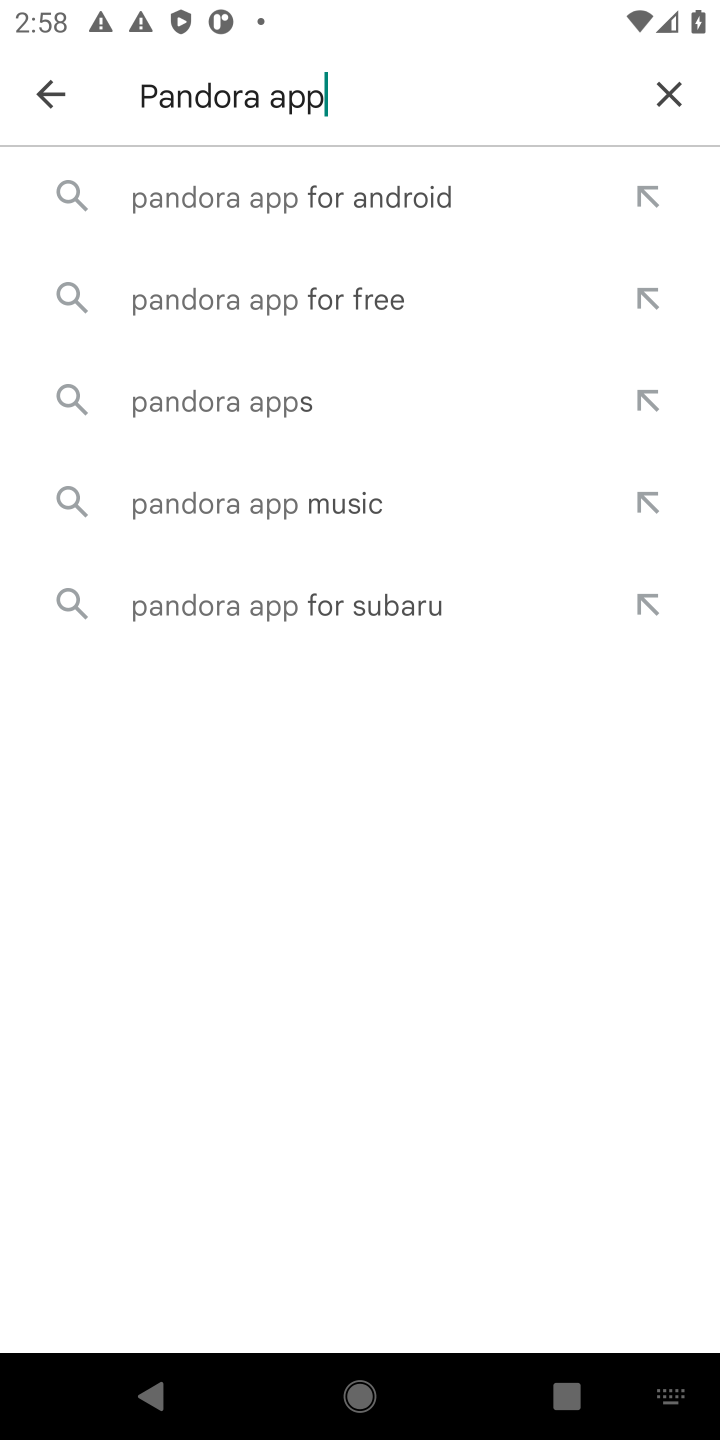 2:58
Pandora app
pandora app for android
pandora app for free
pandora apps
pandora app music
pandora app for subaru